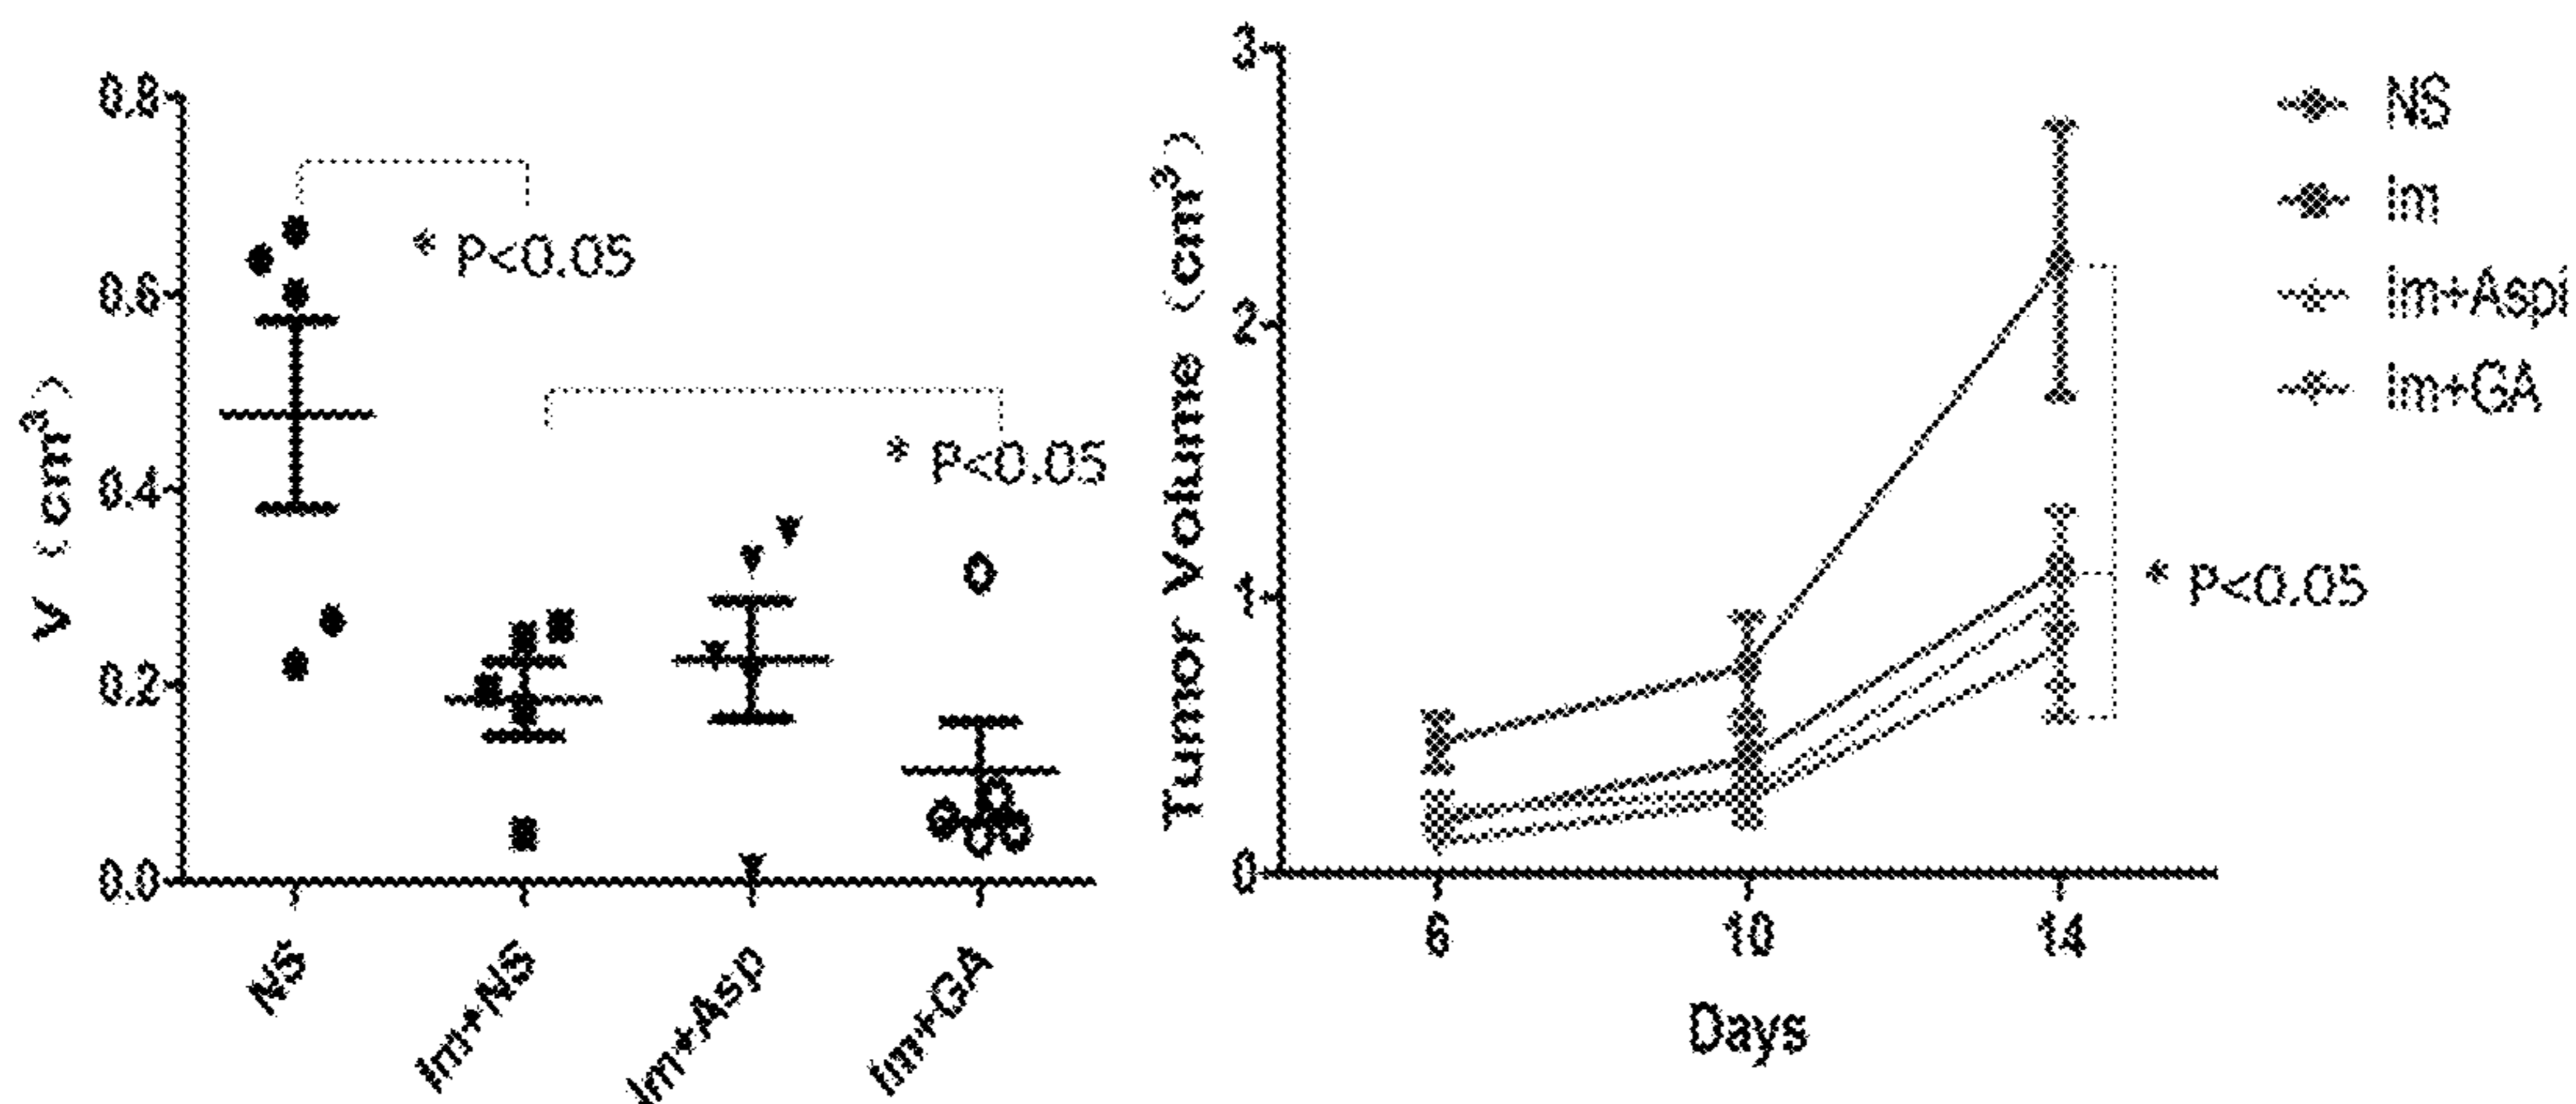 0.8
0.6
0.4
0.2
0.0
V (cm³)
* P<0.05
* P<0.05
NS
Im+NS
Im+Asp
Im+GA
3
2
1
0
Tumor Volume (cm³)
* P<0.05
6
10
14
Days
NS
Im
Im+Aspi
Im+GA